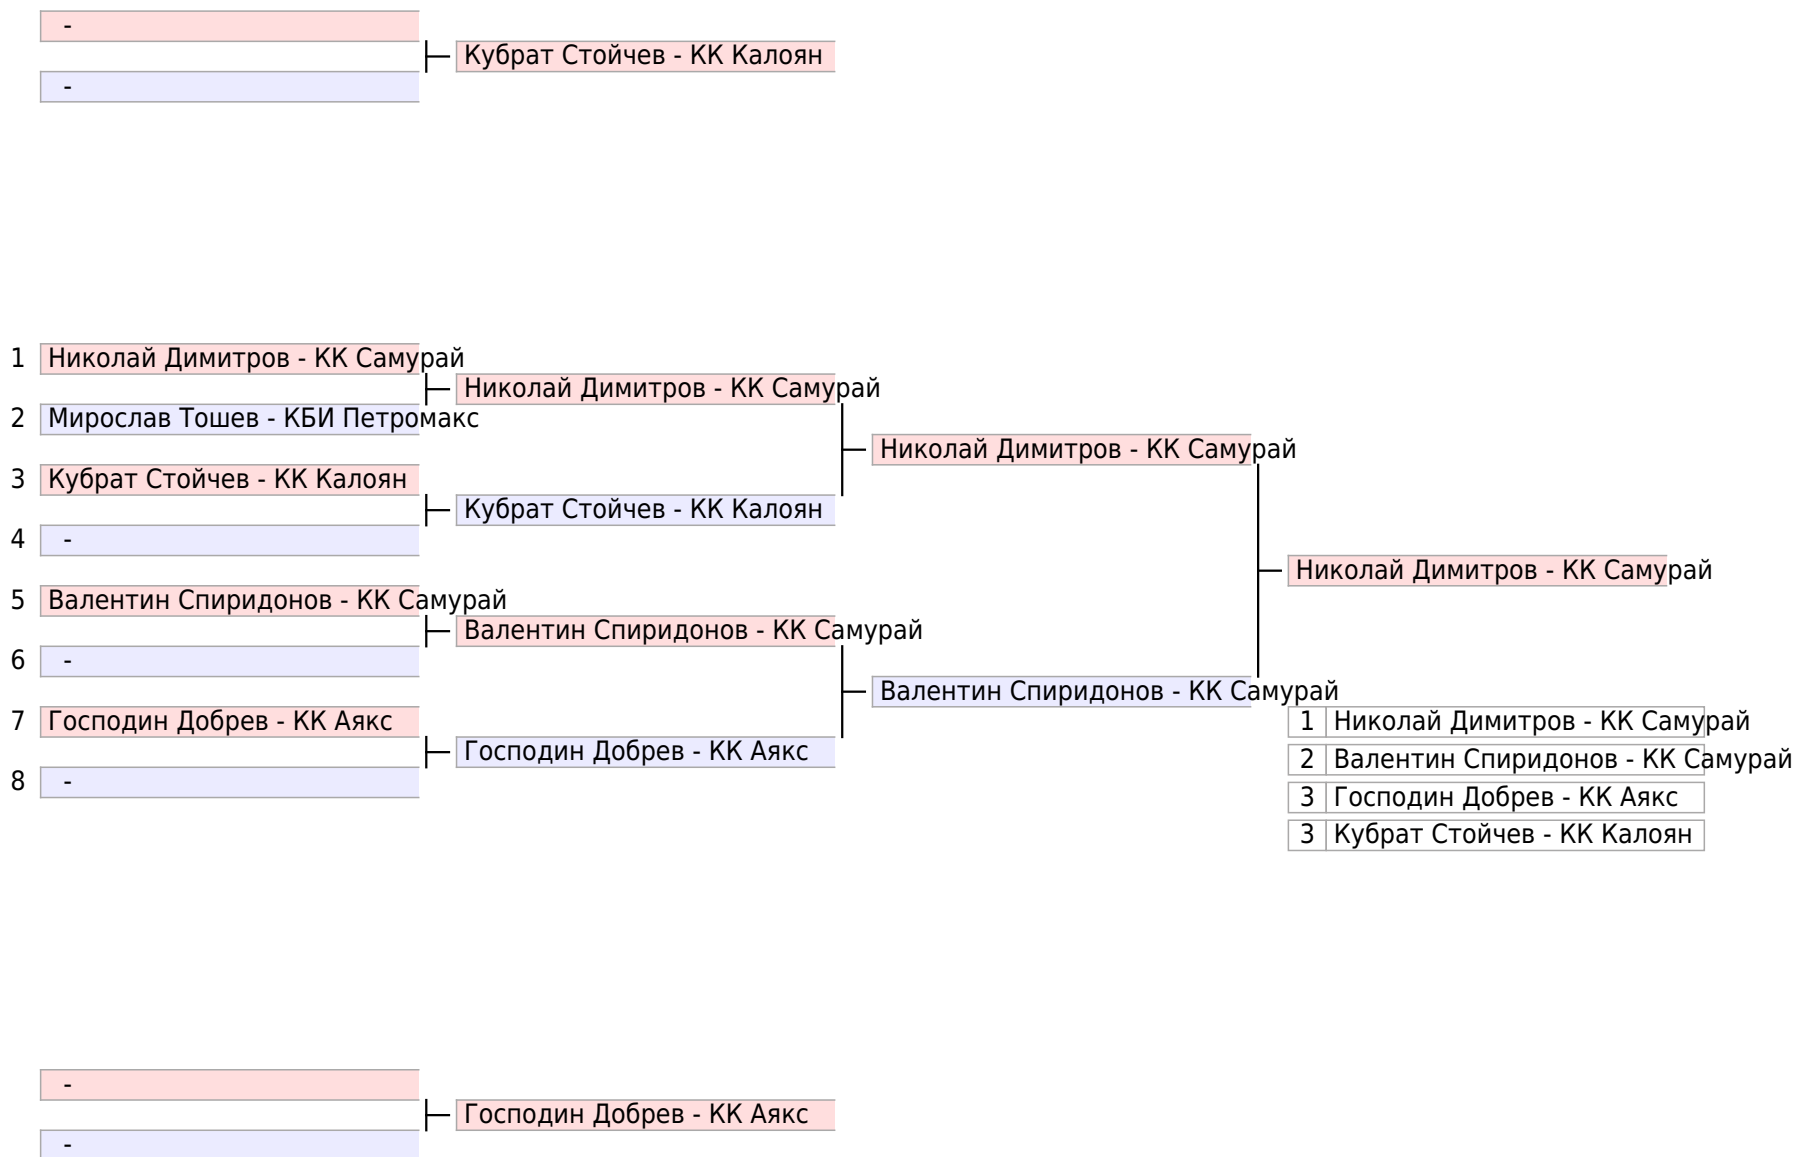 -
Кубрат Стойчев - КК Калоян
-
1 Николай Димитров - КК Самурай
Николай Димитров - КК Самурай
2 Мирослав Тошев - КБИ Петромакс
Николай Димитров - КК Самурай
3 Кубрат Стойчев - КК Калоян
Кубрат Стойчев - КК Калоян
4 -
Николай Димитров - КК Самурай
5 Валентин Спиридонов - КК Самурай
Валентин Спиридонов - КК Самурай
6 -
Валентин Спиридонов - КК Самурай
7 Господин Добрев - КК Аякс
Господин Добрев - КК Аякс
8 -
1 Николай Димитров - КК Самурай
2 Валентин Спиридонов - КК Самурай
3 Господин Добрев - КК Аякс
3 Кубрат Стойчев - КК Калоян
-
Господин Добрев - КК Аякс
-